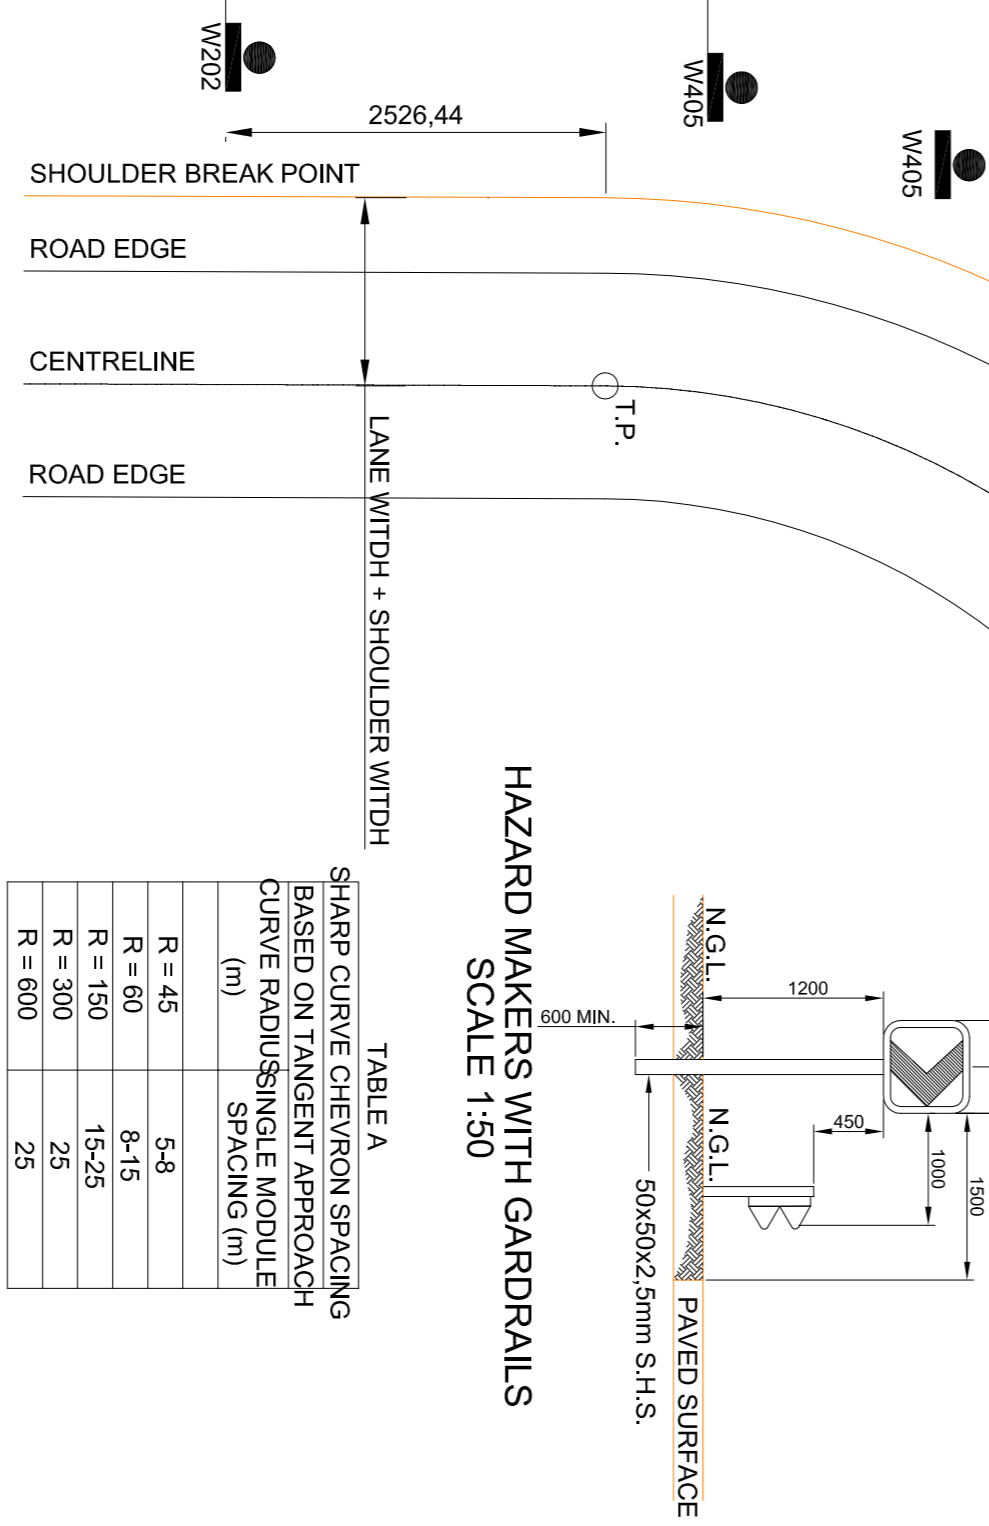 W202
W405
W405
2526,44
SHOULDER BREAK POINT
ROAD EDGE
CENTRELINE
T.P.
ROAD EDGE
LANE WITDH + SHOULDER WITDH
HAZARD MAKERS WITH GARDRAILS
SCALE 1:50
N.G.L.
1200
600 MIN.
N.G.L.
450
1000
1500
50x50x2,5mm S.H.S.
PAVED SURFACE
TABLE A
SHARP CURVE CHEVRON SPACING
BASED ON TANGENT APPROACH
CURVE RADIUS SINGLE MODULE
(m) SPACING (m)
R = 45 5-8
R = 60 8-15
R = 150 15-25
R = 300 25
R = 600 25